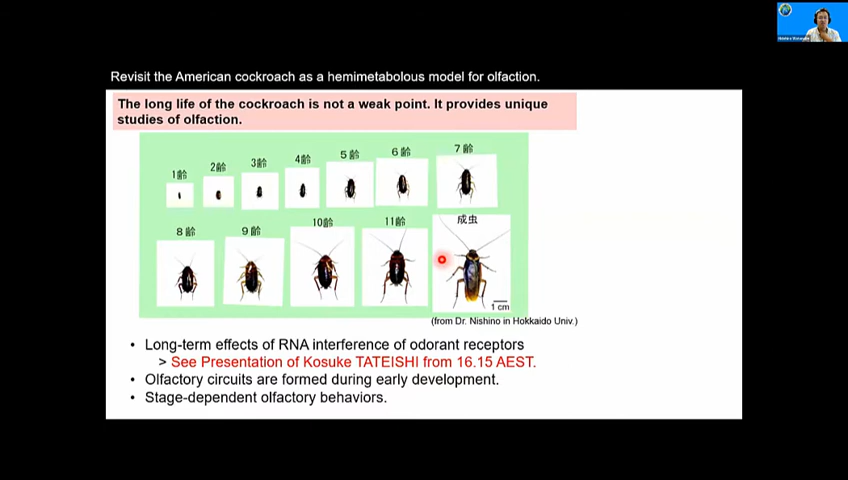 Revisit the American cockroach as a hemimetabolous model for olfaction.
The long life of the cockroach is not a weak point. It provides unique
studies of olfaction.
1齢
2齢
3齢
4齢
5齢
6齢
7齢
8齢
9齢
10齢
11齢
成虫
1 cm
(from Dr. Nishino in Hokkaido Univ.)
• Long-term effects of RNA interference of odorant receptors
> See Presentation of Kosuke TATEISHI from 16.15 AEST.
• Olfactory circuits are formed during early development.
• Stage-dependent olfactory behaviors.